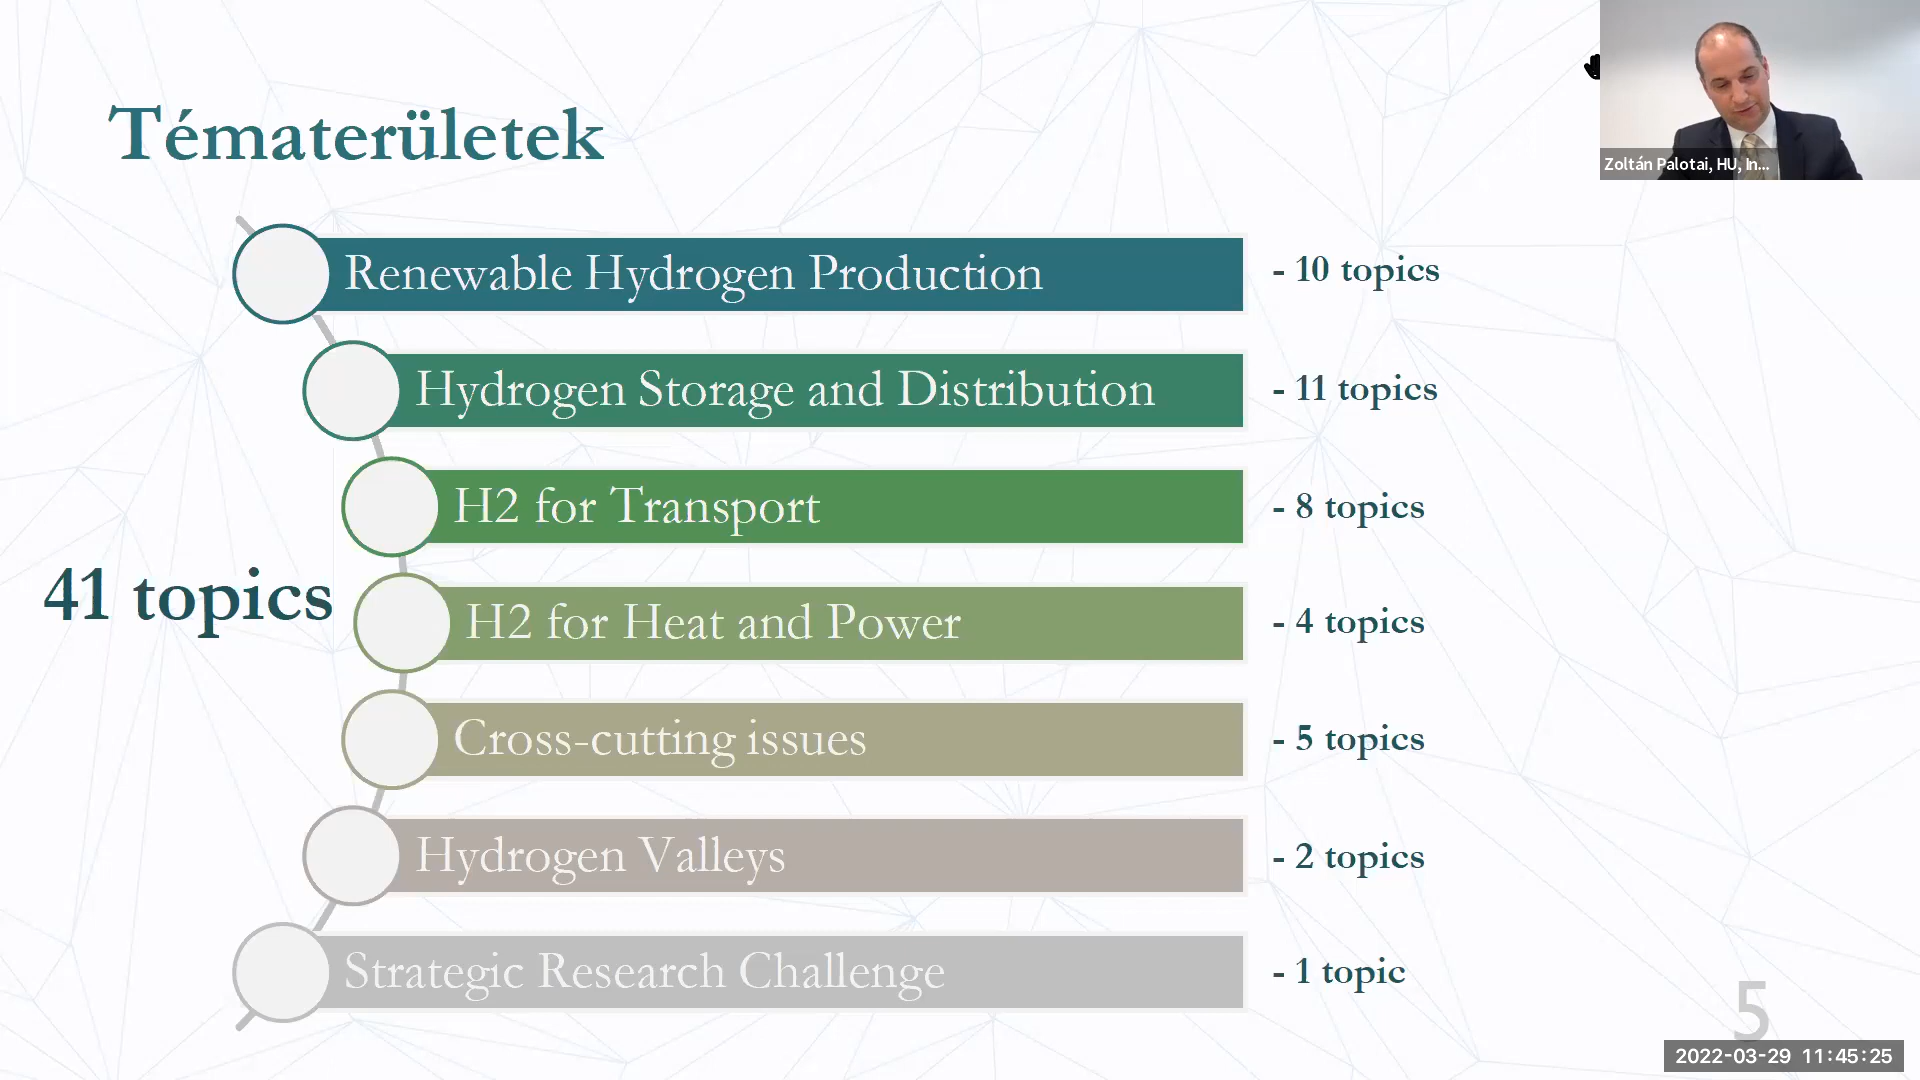 Tématerületek
Zoltán Palotai, HU, In...
Renewable Hydrogen Production - 10 topics
Hydrogen Storage and Distribution - 11 topics
H2 for Transport - 8 topics
41 topics
H2 for Heat and Power - 4 topics
Cross-cutting issues - 5 topics
Hydrogen Valleys - 2 topics
Strategic Research Challenge - 1 topic
5
2022-03-29 11:45:25